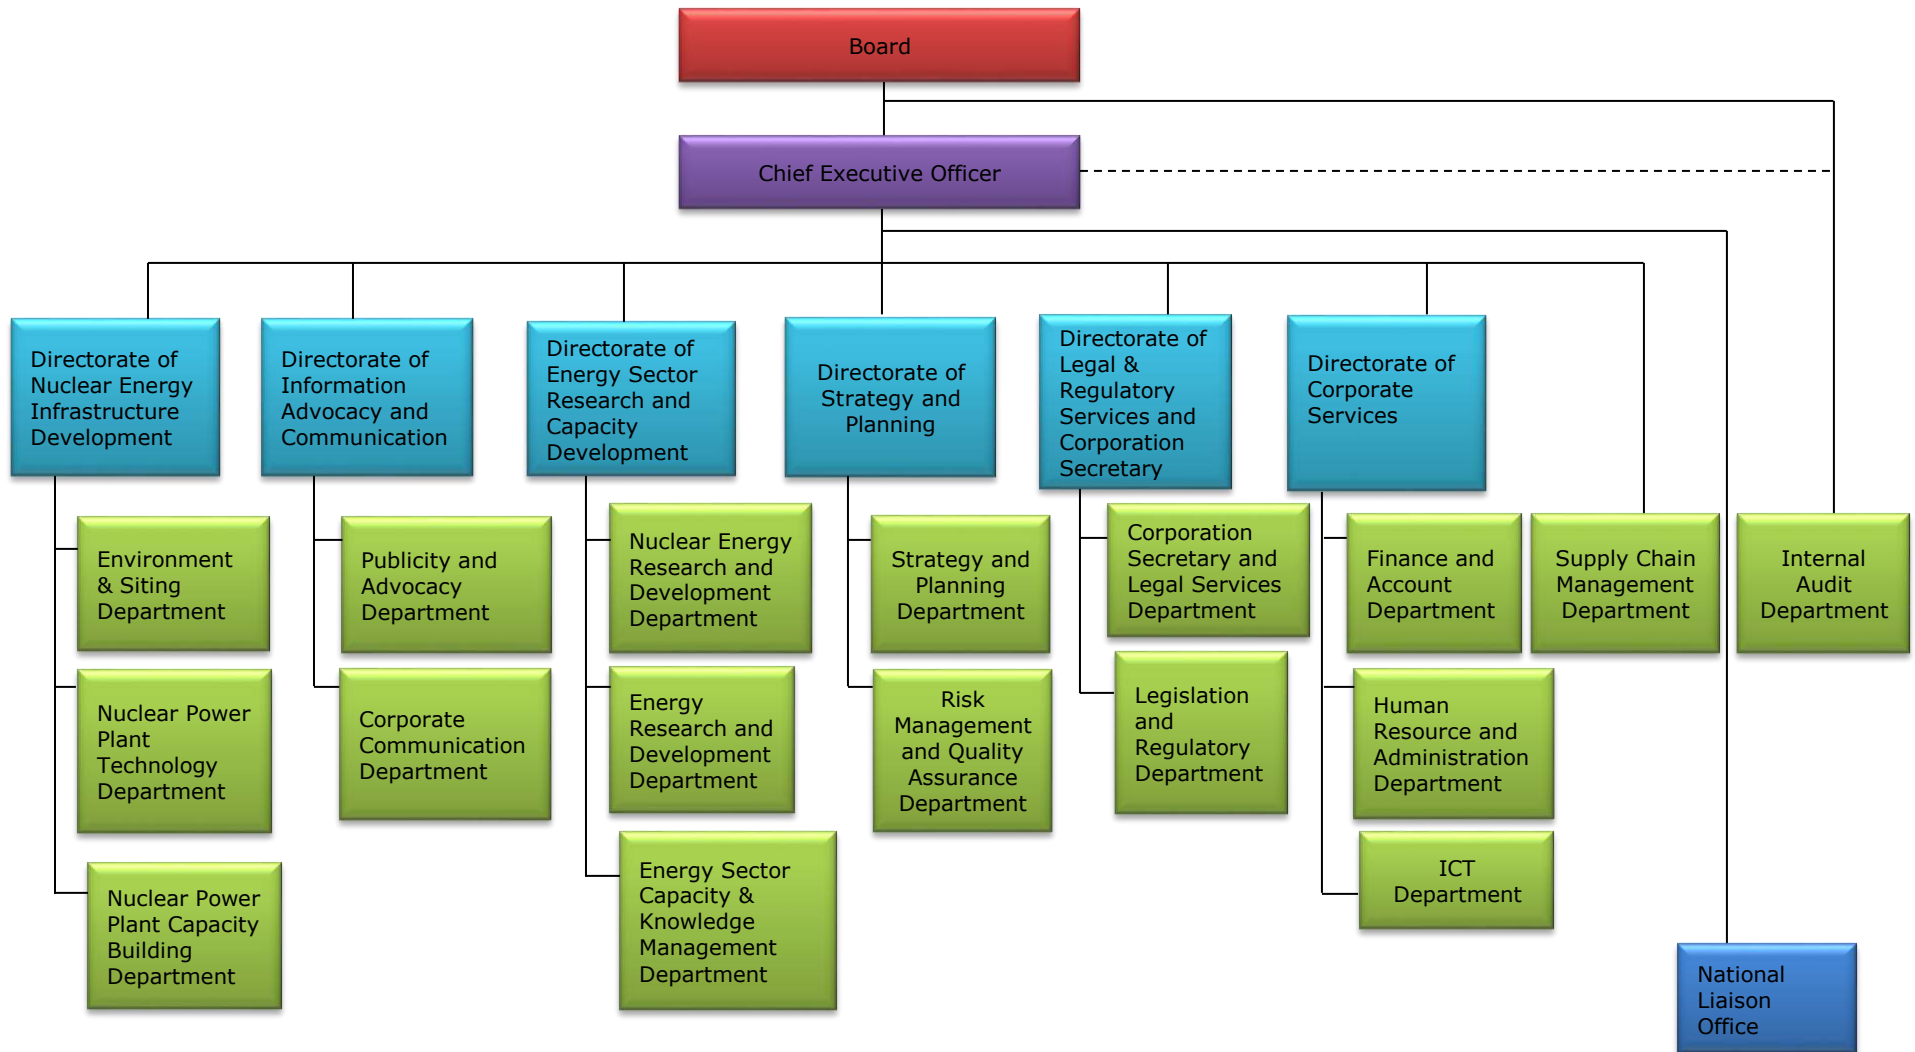 Board
Chief Executive Officer
Directorate of
Nuclear Energy
Infrastructure
Development
Directorate of
Information
Advocacy and
Communication
Directorate of
Energy Sector
Research and
Capacity
Development
Directorate of
Strategy and
Planning
Directorate of
Legal &
Regulatory
Services and
Corporation
Secretary
Directorate of
Corporate
Services
Environment
& Siting
Department
Publicity and
Advocacy
Department
Nuclear Energy
Research and
Development
Department
Strategy and
Planning
Department
Corporation
Secretary and
Legal Services
Department
Finance and
Account
Department
Supply Chain
Management
Department
Internal
Audit
Department
Nuclear Power
Plant
Technology
Department
Corporate
Communication
Department
Energy
Research and
Development
Department
Risk
Management
and Quality
Assurance
Department
Legislation
and
Regulatory
Department
Human
Resource and
Administration
Department
Nuclear Power
Plant Capacity
Building
Department
Energy Sector
Capacity &
Knowledge
Management
Department
ICT
Department
National
Liaison
Office